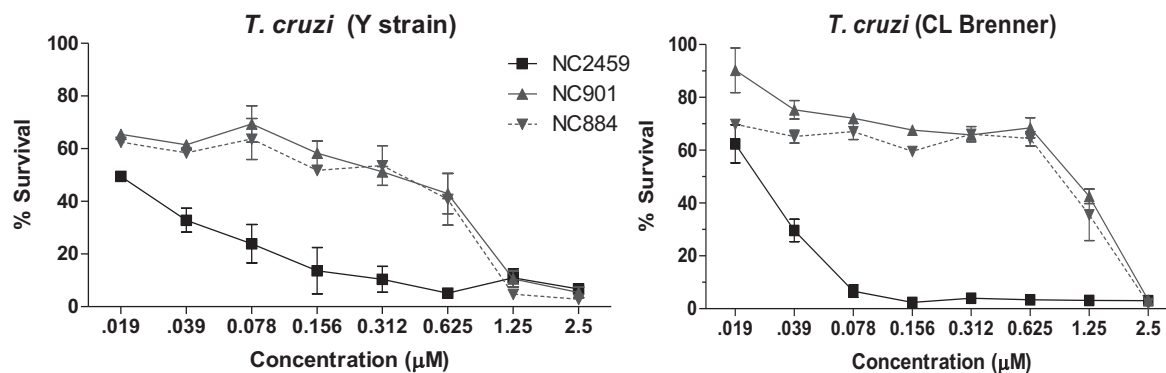 T. cruzi (Y strain)
100
80
60
40
20
0
% Survival
.019 .039 0.078 0.156 0.312 0.625 1.25 2.5
Concentration (μM)
NC2459
NC901
NC884
T. cruzi (CL Brenner)
100
80
60
40
20
0
% Survival
.019 .039 0.078 0.156 0.312 0.625 1.25 2.5
Concentration (μM)